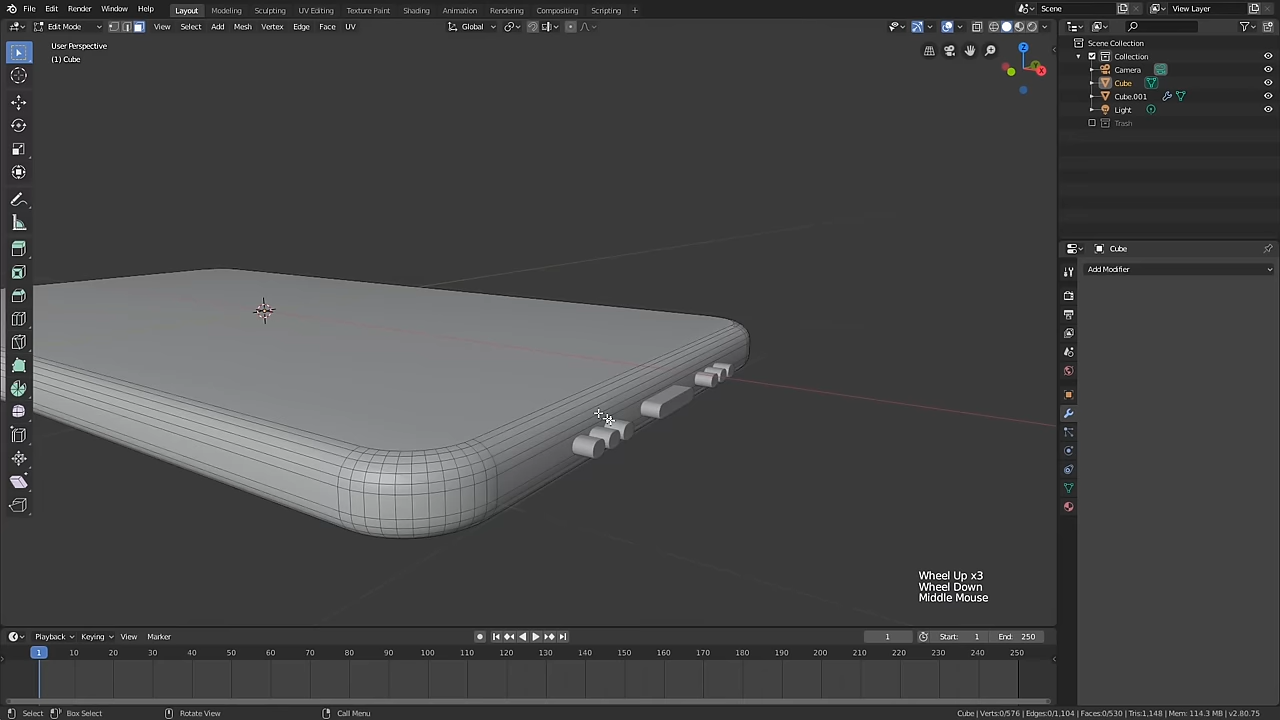 File Edit Render Window Help Layout Modeling Sculpting UV Editing Texture Paint Shading Animation Rendering Compositing Scripting + Scene View Layer
Edit Mode View Select Add Mesh Vertex Edge Face UV Global
User Perspective
(1) Cube
Z
X
Y
Scene Collection
Collection
Camera
Cube
Cube.001
Light
Trash
Cube
Add Modifier
Wheel Up x3
Wheel Down
Middle Mouse
Playback Keying View Marker 1 Start: 1 End: 250
1 10 20 30 40 50 60 70 80 90 100 110 120 130 140 150 160 170 180 190 200 210 220 230 240 250
Select Box Select Rotate View Call Menu Cube | Verts:0/576 | Edges:0/1,104 | Faces:0/530 | Tris:1,148 | Mem: 114.3 MB | v2.80.75